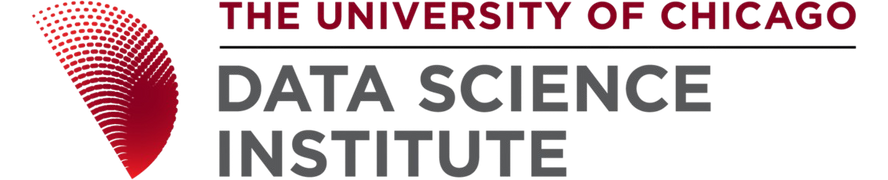 THE UNIVERSITY OF CHICAGO
DATA SCIENCE
INSTITUTE